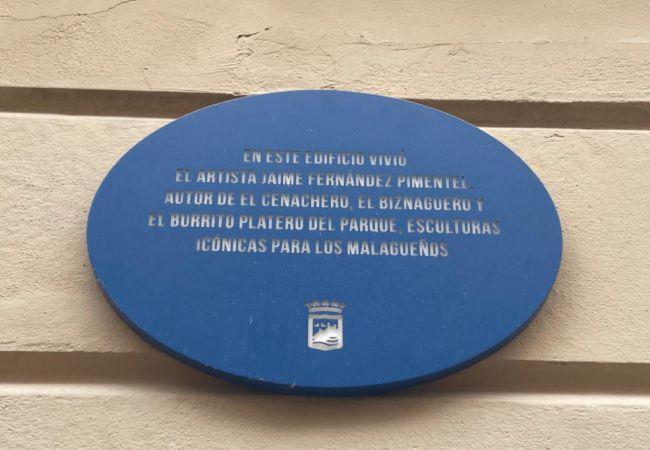 EN ESTE EDIFICIO VIVIÓ
EL ARTISTA JAIME FERNÁNDEZ PIMENTEL,
AUTOR DE EL CENACHERO, EL BIZNAGUERO Y
EL BURRITO PLATERO DEL PARQUE, ESCULTURAS
ICÓNICAS PARA LOS MALAGUEÑOS.